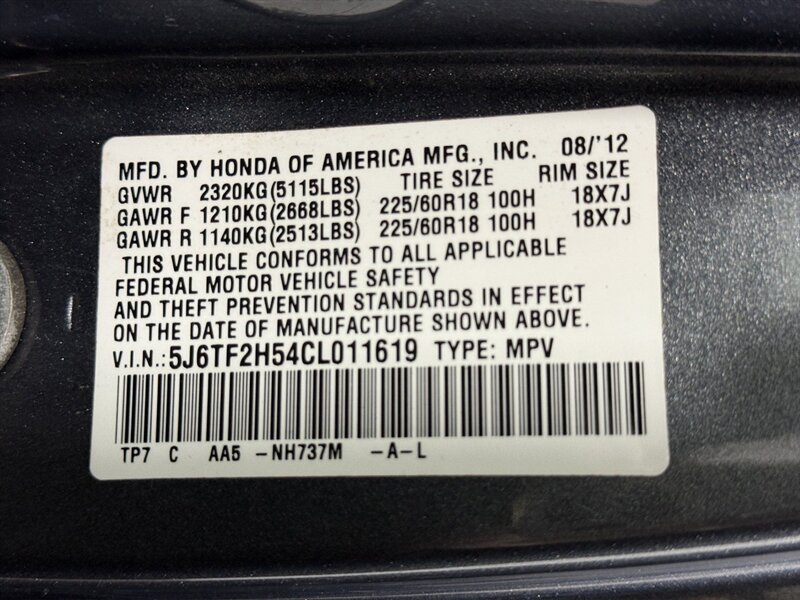 MFD. BY HONDA OF AMERICA MFG., INC. 08/'12
GVWR 2320KG(5115LBS) TIRE SIZE RIM SIZE
GAWR F 1210KG(2668LBS) 225/60R18 100H 18X7J
GAWR R 1140KG(2513LBS) 225/60R18 100H 18X7J
THIS VEHICLE CONFORMS TO ALL APPLICABLE
FEDERAL MOTOR VEHICLE SAFETY
AND THEFT PREVENTION STANDARDS IN EFFECT
ON THE DATE OF MANUFACTURE SHOWN ABOVE.
V.I.N.: 5J6TF2H54CL011619 TYPE: MPV
TP7 C AA5 -NH737M -A-L